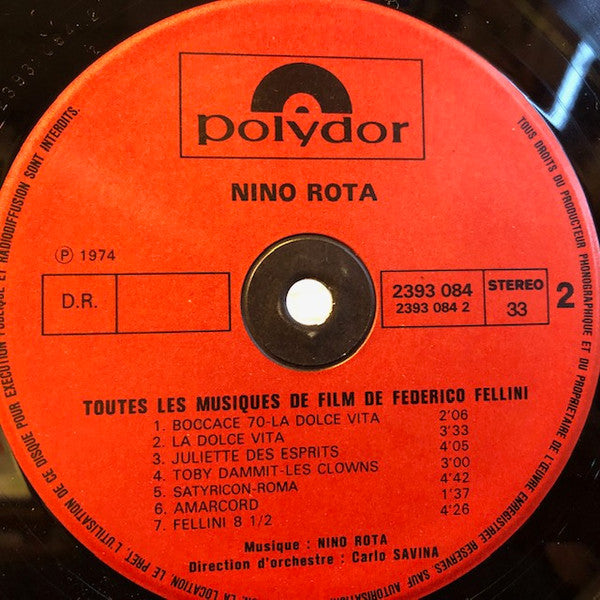 polydor
NINO ROTA
Ⓟ 1974
D.R.
2393 084
2393 084 2
STEREO
33
2
TOUTES LES MUSIQUES DE FILM DE FEDERICO FELLINI
1. BOCCACE 70-LA DOLCE VITA 2'06
2. LA DOLCE VITA 3'33
3. JULIETTE DES ESPRITS 4'05
4. TOBY DAMMIT-LES CLOWNS 3'00
5. SATYRICON-ROMA 4'42
6. AMARCORD 1'37
7. FELLINI 8 1/2 4'26
Musique : NINO ROTA
Direction d'orchestre : Carlo SAVINA
TOUS DROITS DU PRODUCTEUR PHONOGRAPHIQUE ET DU PROPRIETAIRE DE L'ŒUVRE ENREGISTREE RESERVES. SAUF AUTORISATION LA LOCATION, LE PRET, L'UTILISATION DE CE DISQUE POUR EXECUTION PUBLIQUE ET RADIODIFFUSION SONT INTERDITS.
2393 084 2